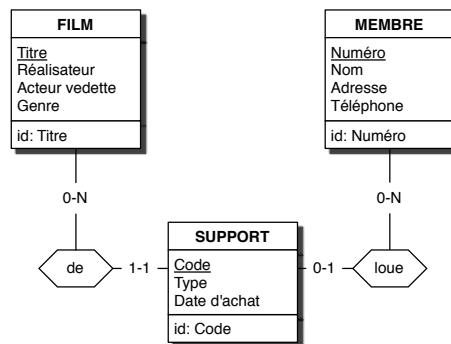 FILM
Titre
Réalisateur
Acteur vedette
Genre
id: Titre
MEMBRE
Numéro
Nom
Adresse
Téléphone
id: Numéro
0-N
0-N
de
1-1
SUPPORT
Code
Type
Date d'achat
id: Code
0-1
loue